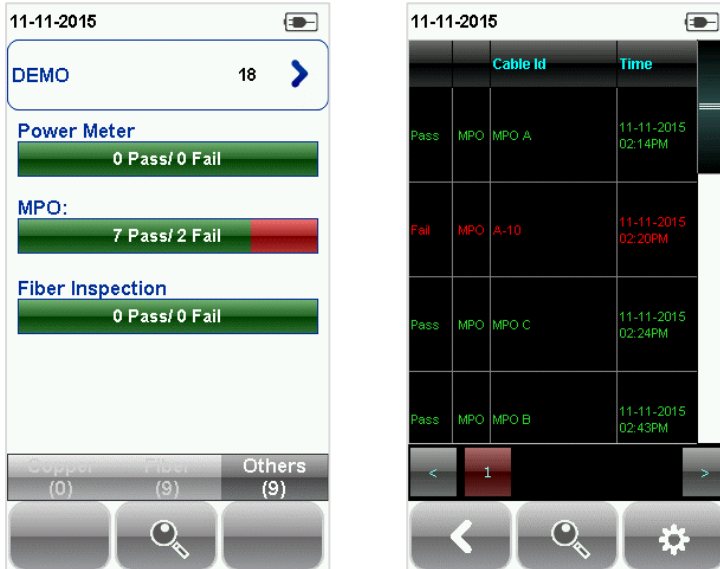 11-11-2015
DEMO 18
Power Meter
0 Pass/ 0 Fail
MPO:
7 Pass/ 2 Fail
Fiber Inspection
0 Pass/ 0 Fail
Copper (0)
Fiber (9)
Others (9)
11-11-2015
Cable Id Time
Pass MPO MPO A 11-11-2015 02:14PM
Fail MPO A-10 11-11-2015 02:20PM
Pass MPO MPO C 11-11-2015 02:24PM
Pass MPO MPO B 11-11-2015 02:43PM
< 1 >